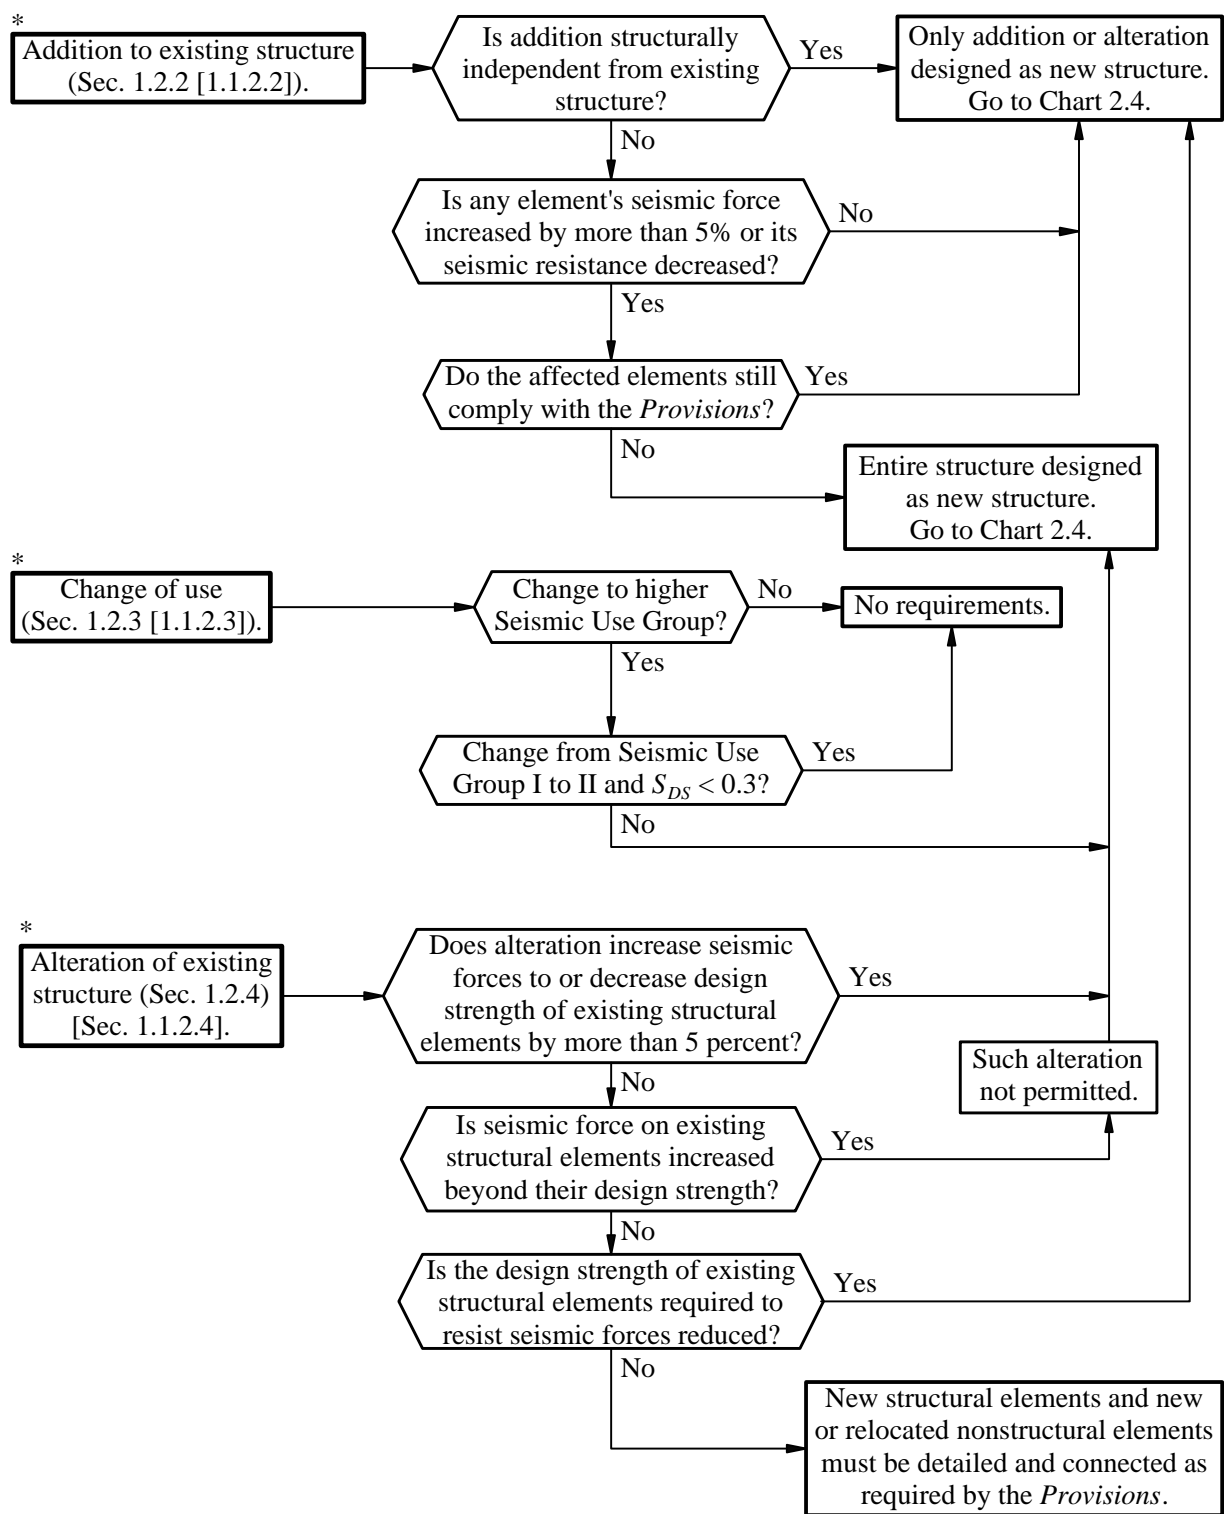 *
Addition to existing structure
(Sec. 1.2.2 [1.1.2.2]).
Is addition structurally
independent from existing
structure?
Yes
Only addition or alteration
designed as new structure.
Go to Chart 2.4.
No
Is any element's seismic force
increased by more than 5% or its
seismic resistance decreased?
No
Yes
Do the affected elements still
comply with the Provisions?
Yes
No
Entire structure designed
as new structure.
Go to Chart 2.4.
*
Change of use
(Sec. 1.2.3 [1.1.2.3]).
Change to higher
Seismic Use Group?
No
No requirements.
Yes
Change from Seismic Use
Group I to II and S_DS < 0.3?
Yes
No
*
Alteration of existing
structure (Sec. 1.2.4)
[Sec. 1.1.2.4].
Does alteration increase seismic
forces to or decrease design
strength of existing structural
elements by more than 5 percent?
Yes
Such alteration
not permitted.
No
Is seismic force on existing
structural elements increased
beyond their design strength?
Yes
No
Is the design strength of existing
structural elements required to
resist seismic forces reduced?
Yes
No
New structural elements and new
or relocated nonstructural elements
must be detailed and connected as
required by the Provisions.